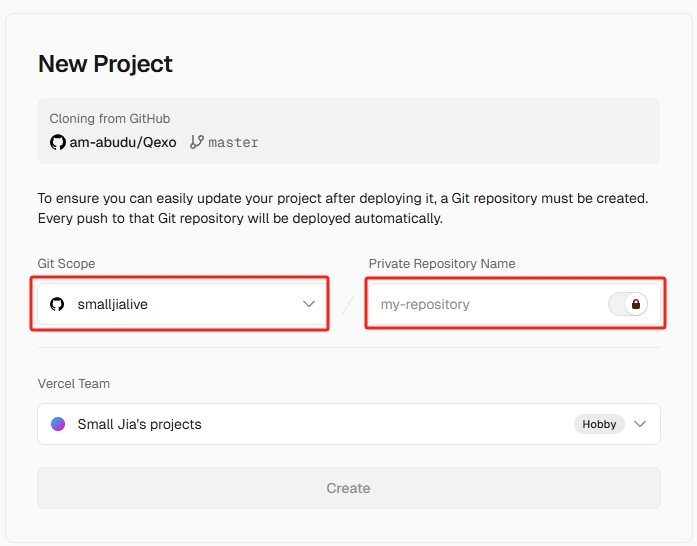 New Project
Cloning from GitHub
am-abudu/Qexo master
To ensure you can easily update your project after deploying it, a Git repository must be created.
Every push to that Git repository will be deployed automatically.
Git Scope
Private Repository Name
smalljialive
/
my-repository
Vercel Team
Small Jia's projects
Hobby
Create